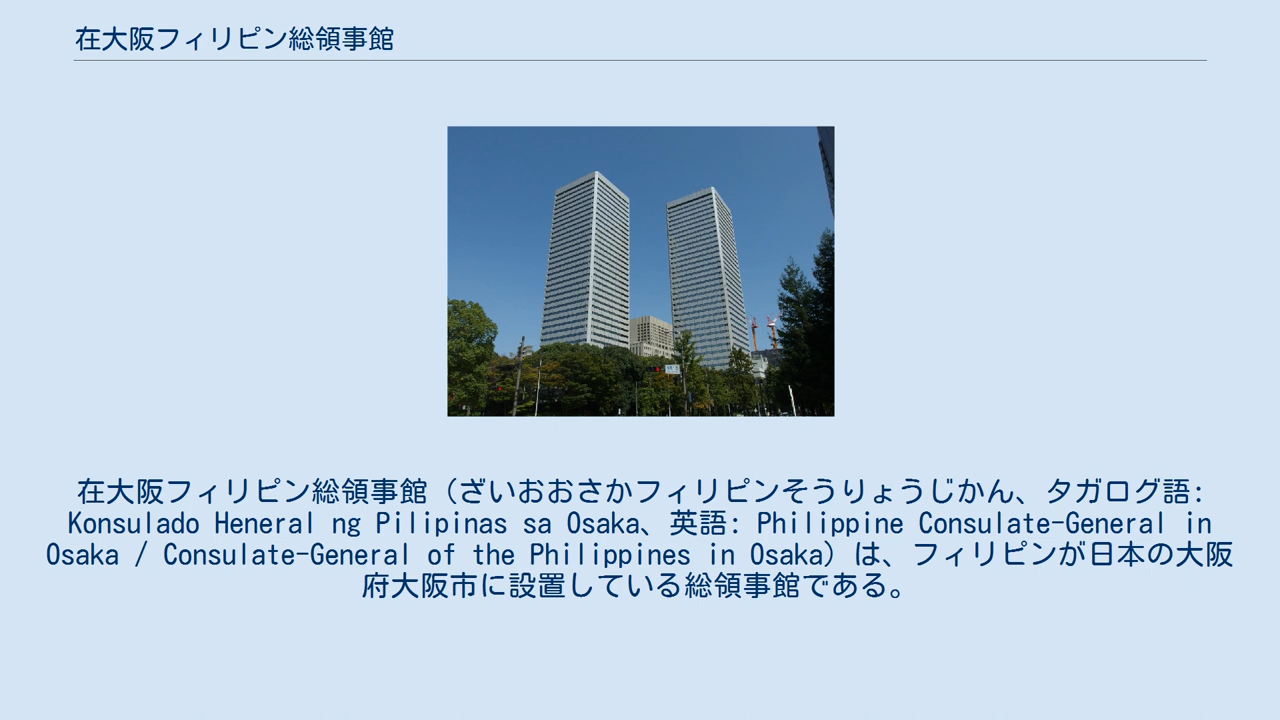 在大阪フィリピン総領事館
在大阪フィリピン総領事館（ざいおおさかフィリピンそうりょうじかん、タガログ語:
Konsulado Heneral ng Pilipinas sa Osaka、英語: Philippine Consulate-General in
Osaka / Consulate-General of the Philippines in Osaka）は、フィリピンが日本の大阪
府大阪市に設置している総領事館である。